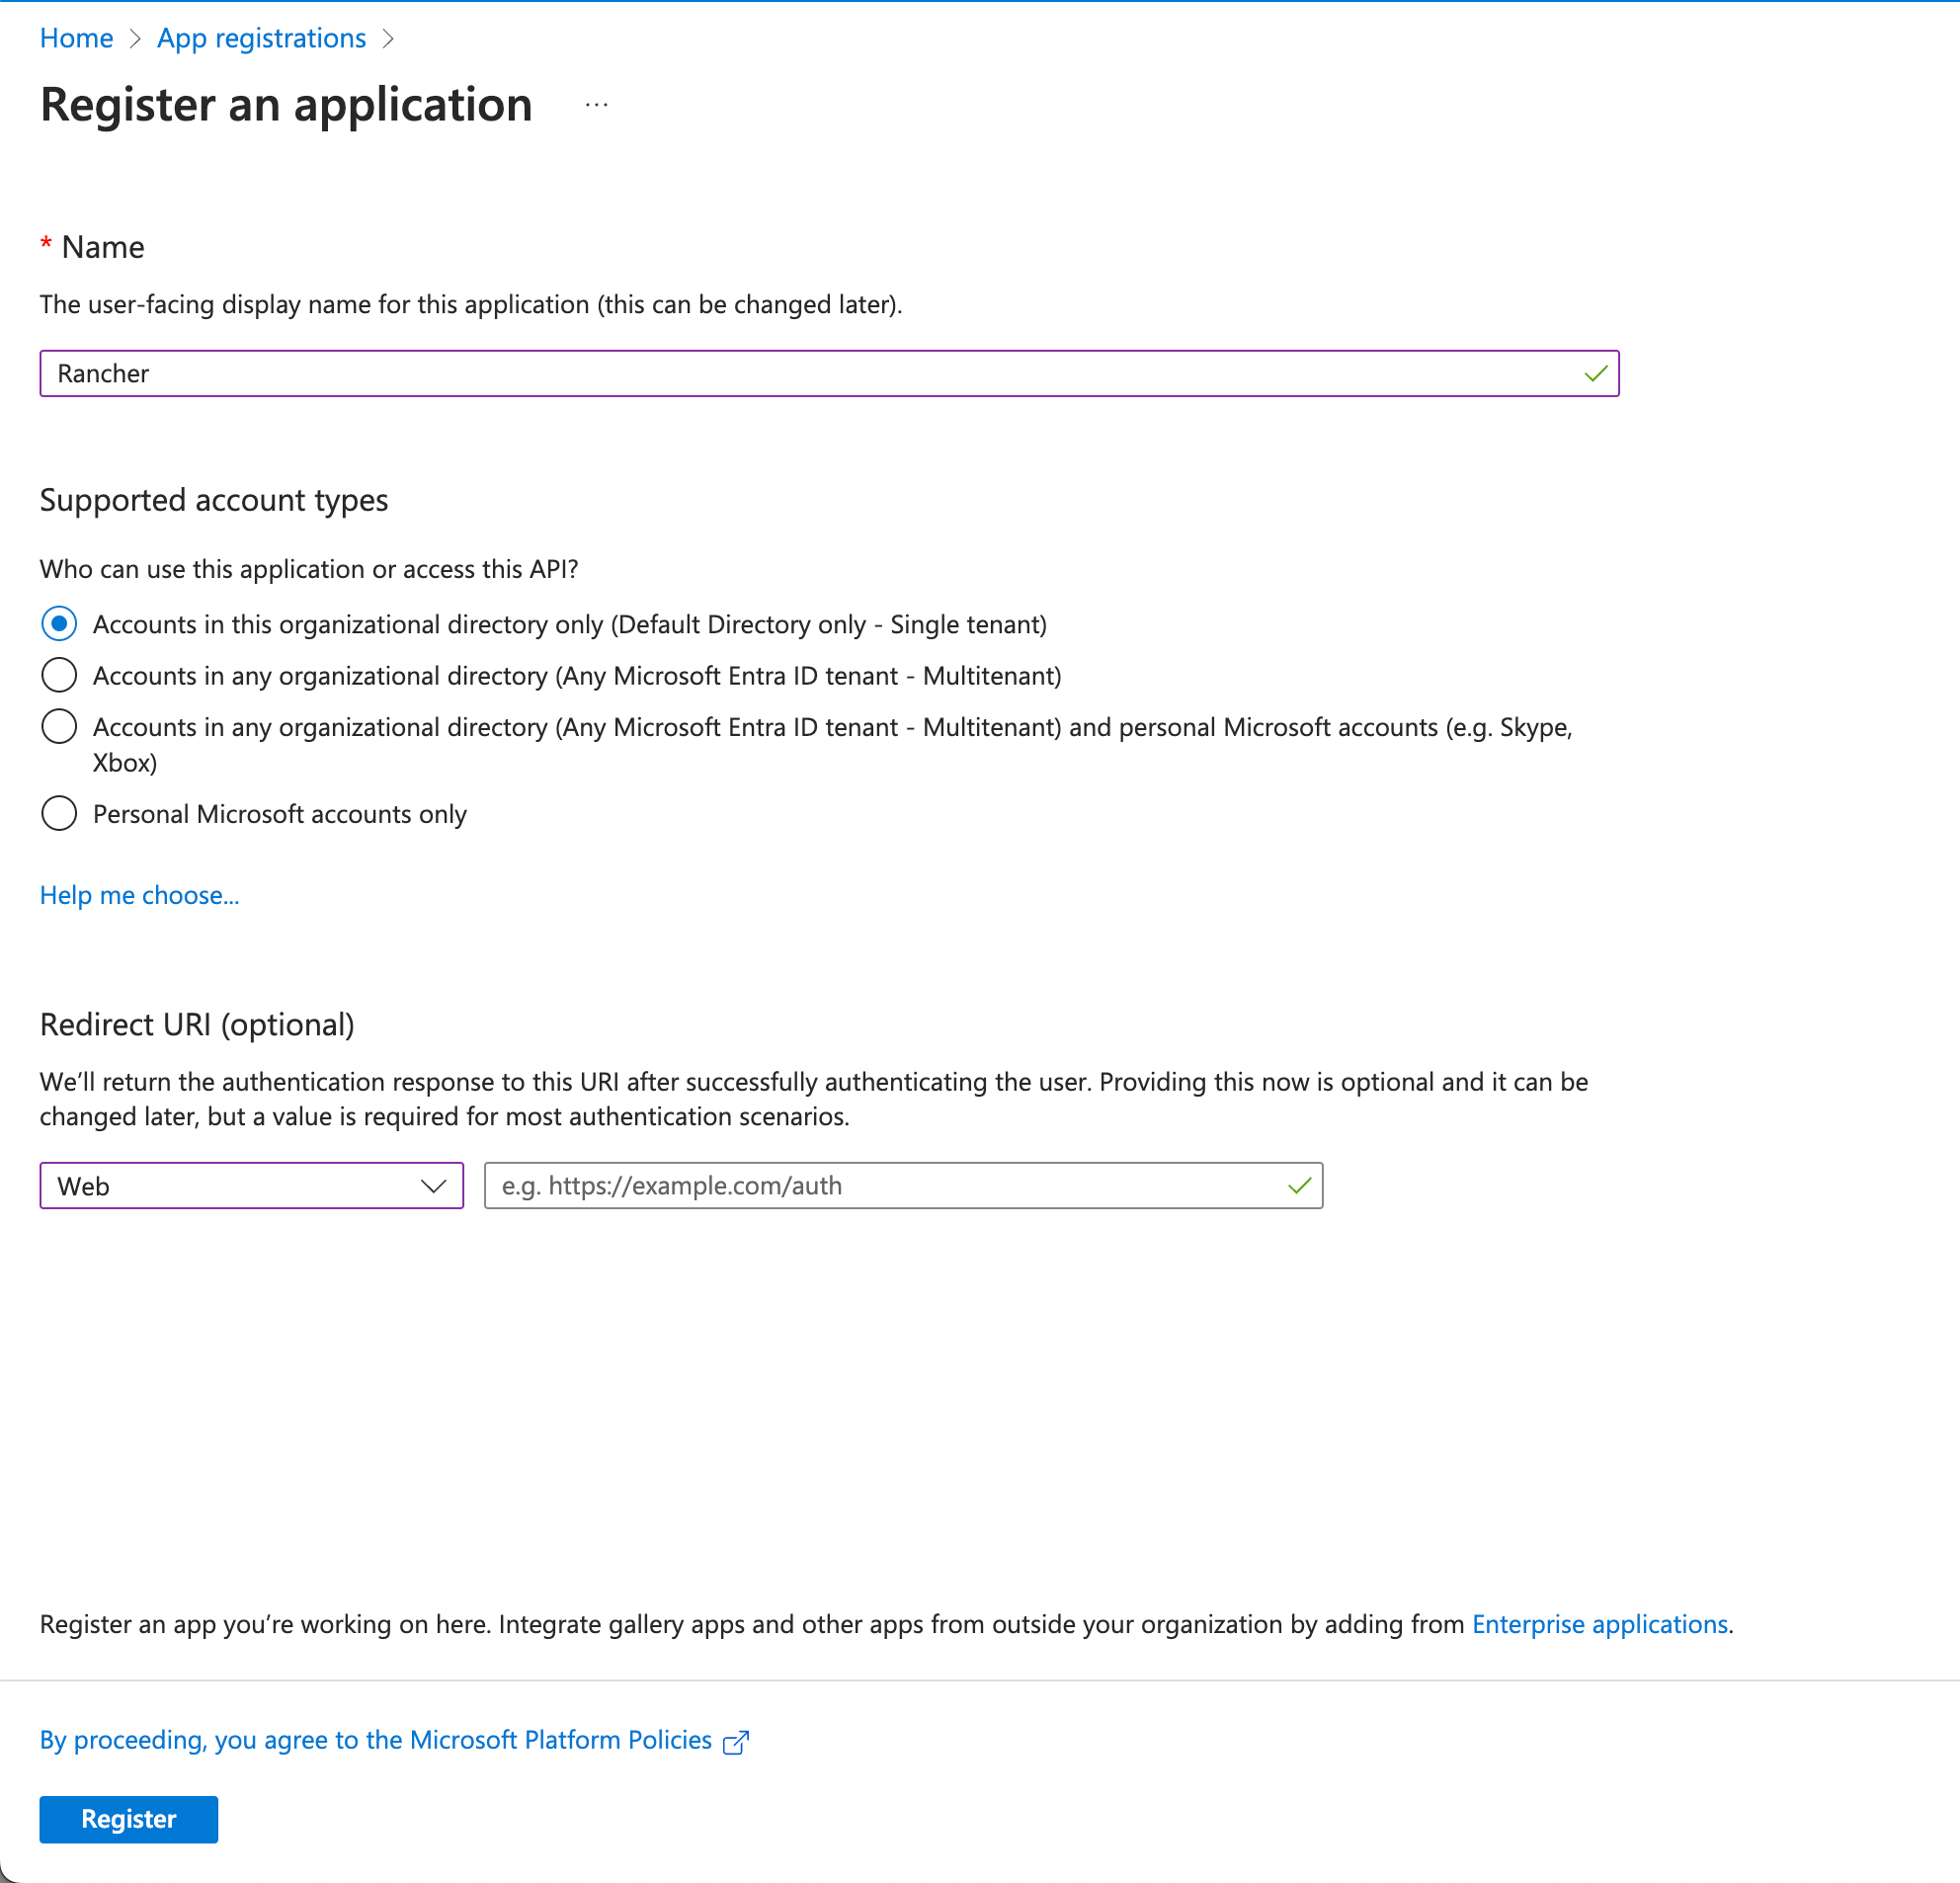 Home > App registrations >
Register an application ...
* Name
The user-facing display name for this application (this can be changed later).
Rancher
Supported account types
Who can use this application or access this API?
Accounts in this organizational directory only (Default Directory only - Single tenant)
Accounts in any organizational directory (Any Microsoft Entra ID tenant - Multitenant)
Accounts in any organizational directory (Any Microsoft Entra ID tenant - Multitenant) and personal Microsoft accounts (e.g. Skype,
Xbox)
Personal Microsoft accounts only
Help me choose...
Redirect URI (optional)
We’ll return the authentication response to this URI after successfully authenticating the user. Providing this now is optional and it can be
changed later, but a value is required for most authentication scenarios.
Web e.g. https://example.com/auth
Register an app you’re working on here. Integrate gallery apps and other apps from outside your organization by adding from Enterprise applications.
By proceeding, you agree to the Microsoft Platform Policies
Register